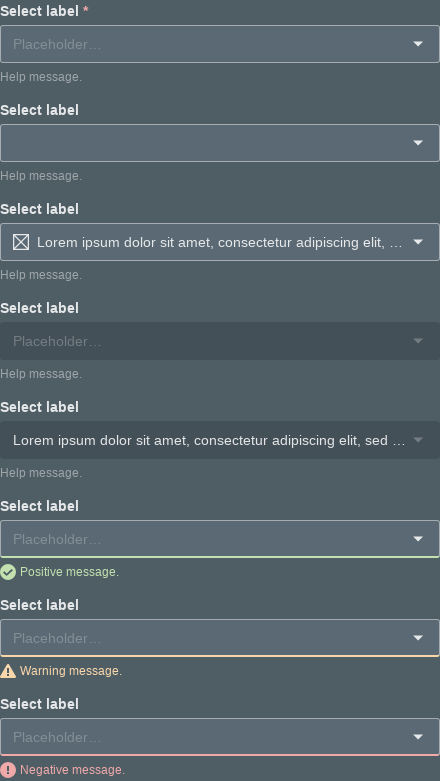 Select label *
Placeholder…
Help message.
Select label
Help message.
Select label
Lorem ipsum dolor sit amet, consectetur adipiscing elit, …
Help message.
Select label
Placeholder…
Help message.
Select label
Lorem ipsum dolor sit amet, consectetur adipiscing elit, sed …
Help message.
Select label
Placeholder…
Positive message.
Select label
Placeholder…
Warning message.
Select label
Placeholder…
Negative message.